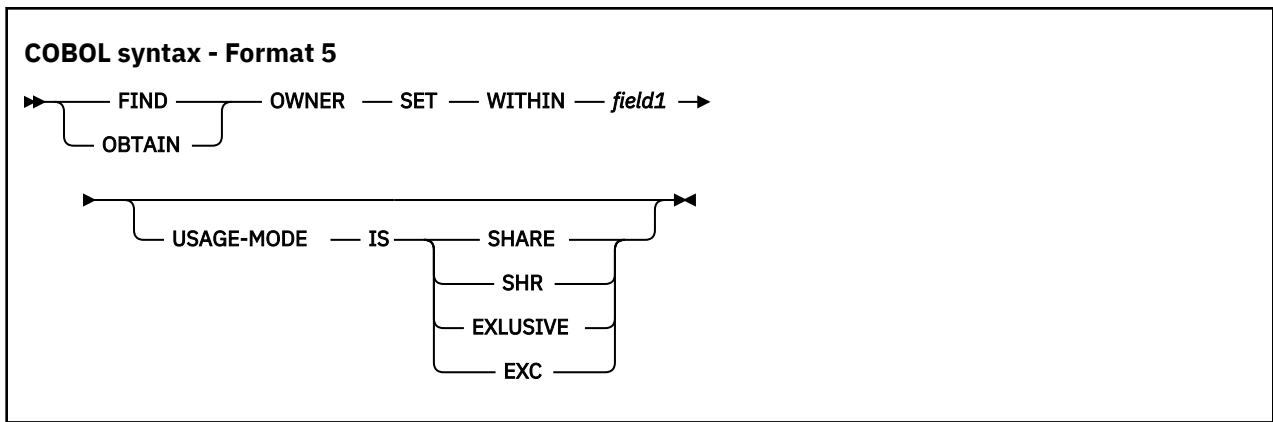 COBOL syntax - Format 5
FIND OWNER SET WITHIN field1
OBTAIN
USAGE-MODE IS SHARE
SHR
EXLUSIVE
EXC